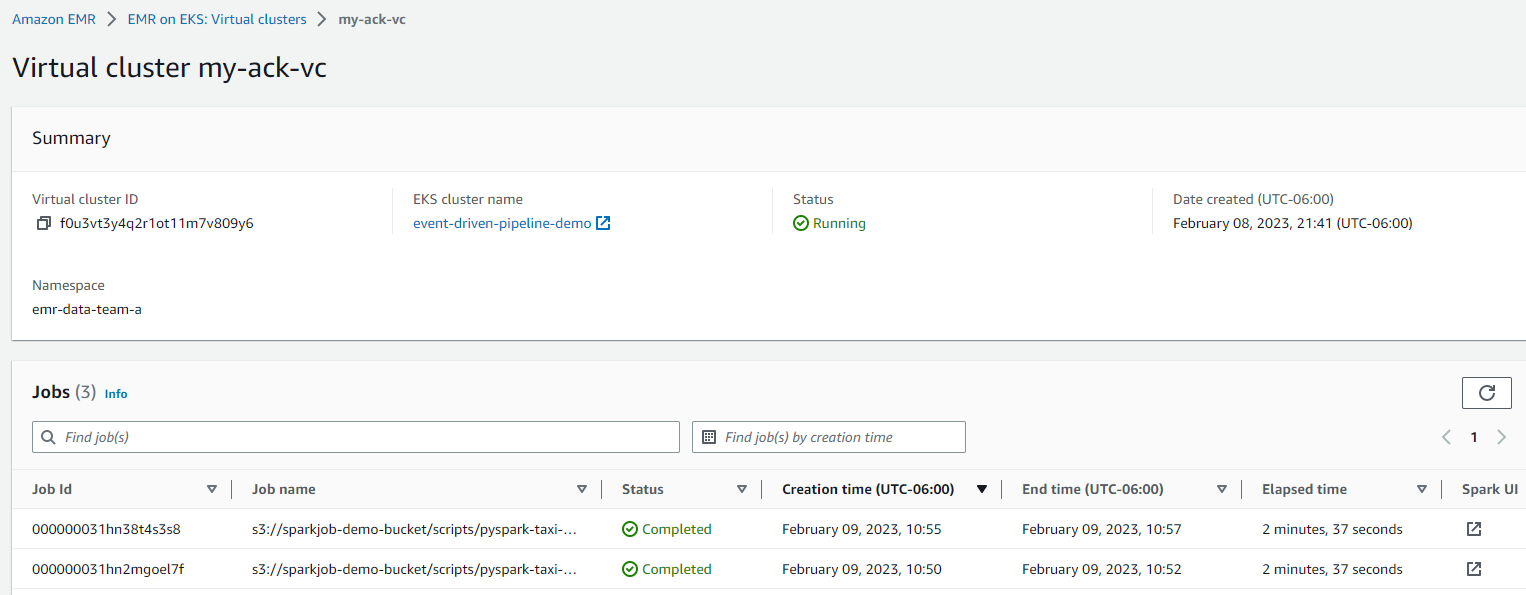 Amazon EMR > EMR on EKS: Virtual clusters > my-ack-vc
Virtual cluster my-ack-vc
Summary
Virtual cluster ID
f0u3vt3y4q2r1ot11m7v809y6
EKS cluster name
event-driven-pipeline-demo
Status
Running
Date created (UTC-06:00)
February 08, 2023, 21:41 (UTC-06:00)
Namespace
emr-data-team-a
Jobs (3) Info
Find job(s)
Find job(s) by creation time
1
Job Id Job name Status Creation time (UTC-06:00) End time (UTC-06:00) Elapsed time Spark UI
000000031hn38t4s3s8 s3://sparkjob-demo-bucket/scripts/pyspark-taxi-... Completed February 09, 2023, 10:55 February 09, 2023, 10:57 2 minutes, 37 seconds
000000031hn2mgoel7f s3://sparkjob-demo-bucket/scripts/pyspark-taxi-... Completed February 09, 2023, 10:50 February 09, 2023, 10:52 2 minutes, 37 seconds